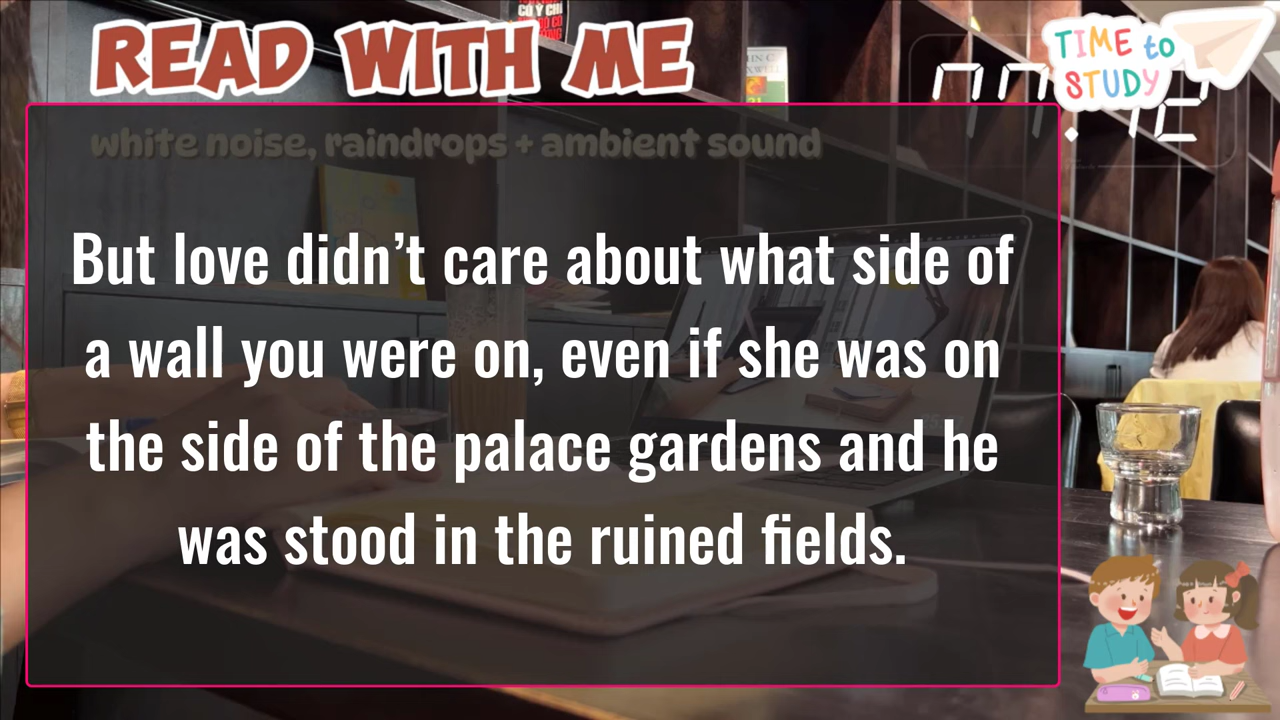 READ WITH ME
TIME to
STUDY
white noise, raindrops + ambient sound
But love didn’t care about what side of
a wall you were on, even if she was on
the side of the palace gardens and he
was stood in the ruined fields.